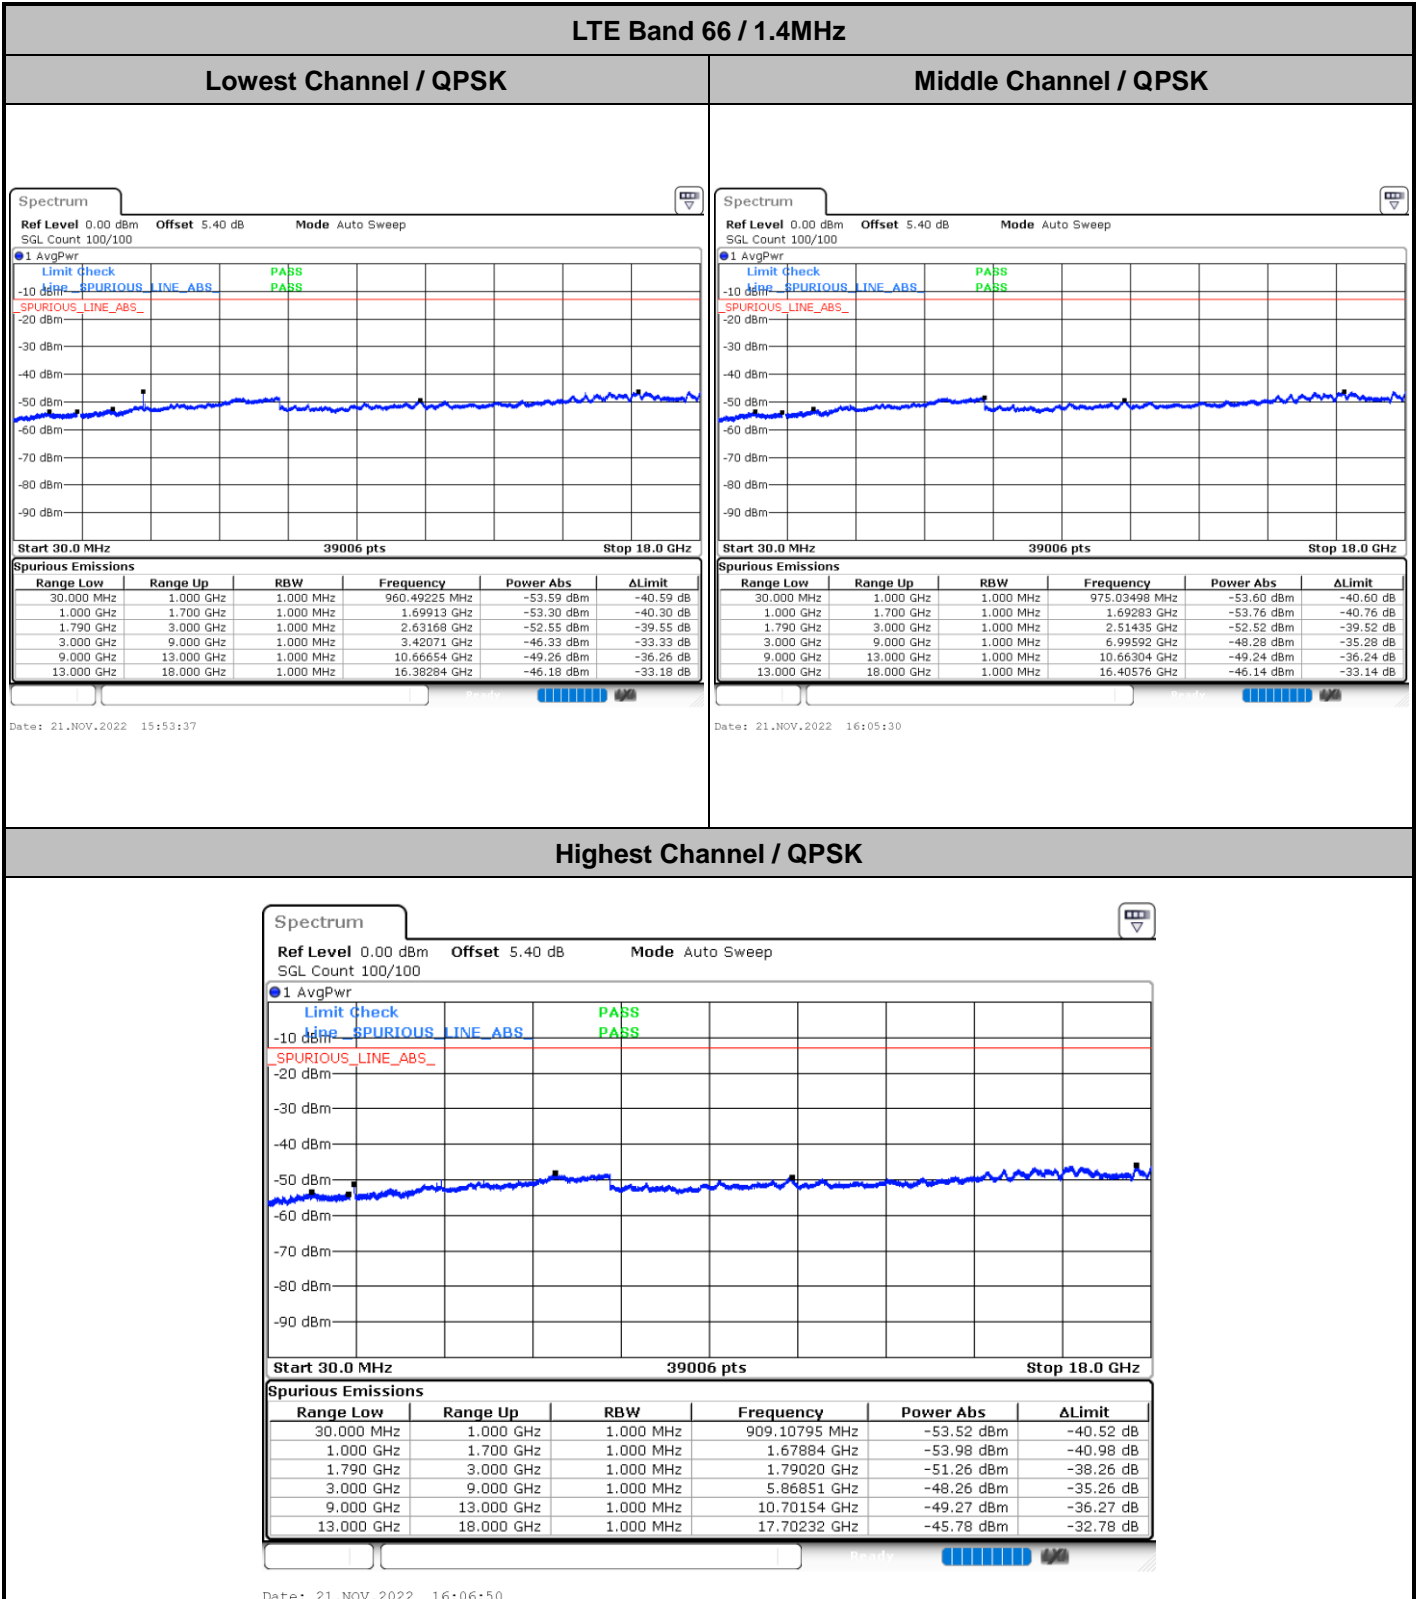 LTE Band 66 / 1.4MHz
Lowest Channel / QPSK
Middle Channel / QPSK
Spectrum
Ref Level 0.00 dBm Offset 5.40 dB Mode Auto Sweep
SGL Count 100/100
1 AvgPwr
Limit Check PASS
-10 dBm Line _SPURIOUS_LINE_ABS_ PASS
_SPURIOUS_LINE_ABS_
-20 dBm
-30 dBm
-40 dBm
-50 dBm
-60 dBm
-70 dBm
-80 dBm
-90 dBm
Start 30.0 MHz 39006 pts Stop 18.0 GHz
Spurious Emissions
Range Low Range Up RBW Frequency Power Abs ΔLimit
30.000 MHz 1.000 GHz 1.000 MHz 960.49225 MHz -53.59 dBm -40.59 dB
1.000 GHz 1.700 GHz 1.000 MHz 1.69913 GHz -53.30 dBm -40.30 dB
1.790 GHz 3.000 GHz 1.000 MHz 2.63168 GHz -52.55 dBm -39.55 dB
3.000 GHz 9.000 GHz 1.000 MHz 3.42071 GHz -46.33 dBm -33.33 dB
9.000 GHz 13.000 GHz 1.000 MHz 10.66654 GHz -49.26 dBm -36.26 dB
13.000 GHz 18.000 GHz 1.000 MHz 16.38284 GHz -46.18 dBm -33.18 dB
Ready
Date: 21.NOV.2022 15:53:37
Spectrum
Ref Level 0.00 dBm Offset 5.40 dB Mode Auto Sweep
SGL Count 100/100
1 AvgPwr
Limit Check PASS
-10 dBm Line _SPURIOUS_LINE_ABS_ PASS
_SPURIOUS_LINE_ABS_
-20 dBm
-30 dBm
-40 dBm
-50 dBm
-60 dBm
-70 dBm
-80 dBm
-90 dBm
Start 30.0 MHz 39006 pts Stop 18.0 GHz
Spurious Emissions
Range Low Range Up RBW Frequency Power Abs ΔLimit
30.000 MHz 1.000 GHz 1.000 MHz 975.03498 MHz -53.60 dBm -40.60 dB
1.000 GHz 1.700 GHz 1.000 MHz 1.69283 GHz -53.76 dBm -40.76 dB
1.790 GHz 3.000 GHz 1.000 MHz 2.51435 GHz -52.52 dBm -39.52 dB
3.000 GHz 9.000 GHz 1.000 MHz 6.99592 GHz -48.28 dBm -35.28 dB
9.000 GHz 13.000 GHz 1.000 MHz 10.66304 GHz -49.24 dBm -36.24 dB
13.000 GHz 18.000 GHz 1.000 MHz 16.40576 GHz -46.14 dBm -33.14 dB
Ready
Date: 21.NOV.2022 16:05:30
Highest Channel / QPSK
Spectrum
Ref Level 0.00 dBm Offset 5.40 dB Mode Auto Sweep
SGL Count 100/100
1 AvgPwr
Limit Check PASS
-10 dBm Line _SPURIOUS_LINE_ABS_ PASS
_SPURIOUS_LINE_ABS_
-20 dBm
-30 dBm
-40 dBm
-50 dBm
-60 dBm
-70 dBm
-80 dBm
-90 dBm
Start 30.0 MHz 39006 pts Stop 18.0 GHz
Spurious Emissions
Range Low Range Up RBW Frequency Power Abs ΔLimit
30.000 MHz 1.000 GHz 1.000 MHz 909.10795 MHz -53.52 dBm -40.52 dB
1.000 GHz 1.700 GHz 1.000 MHz 1.67884 GHz -53.98 dBm -40.98 dB
1.790 GHz 3.000 GHz 1.000 MHz 1.79020 GHz -51.26 dBm -38.26 dB
3.000 GHz 9.000 GHz 1.000 MHz 5.86851 GHz -48.26 dBm -35.26 dB
9.000 GHz 13.000 GHz 1.000 MHz 10.70154 GHz -49.27 dBm -36.27 dB
13.000 GHz 18.000 GHz 1.000 MHz 17.70232 GHz -45.78 dBm -32.78 dB
Ready
Date: 21.NOV.2022 16:06:50